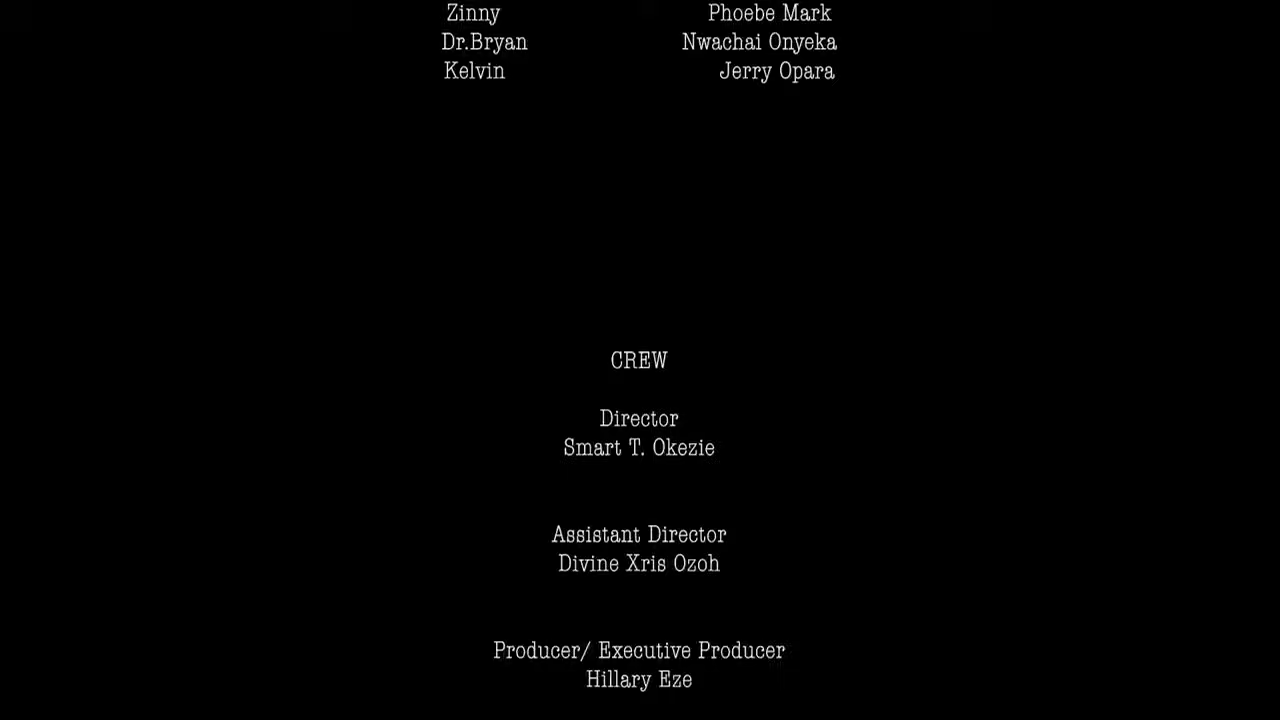 Zinny Phoebe Mark
Dr.Bryan Nwachai Onyeka
Kelvin Jerry Opara
CREW
Director
Smart T. Okezie
Assistant Director
Divine Xris Ozoh
Producer/ Executive Producer
Hillary Eze